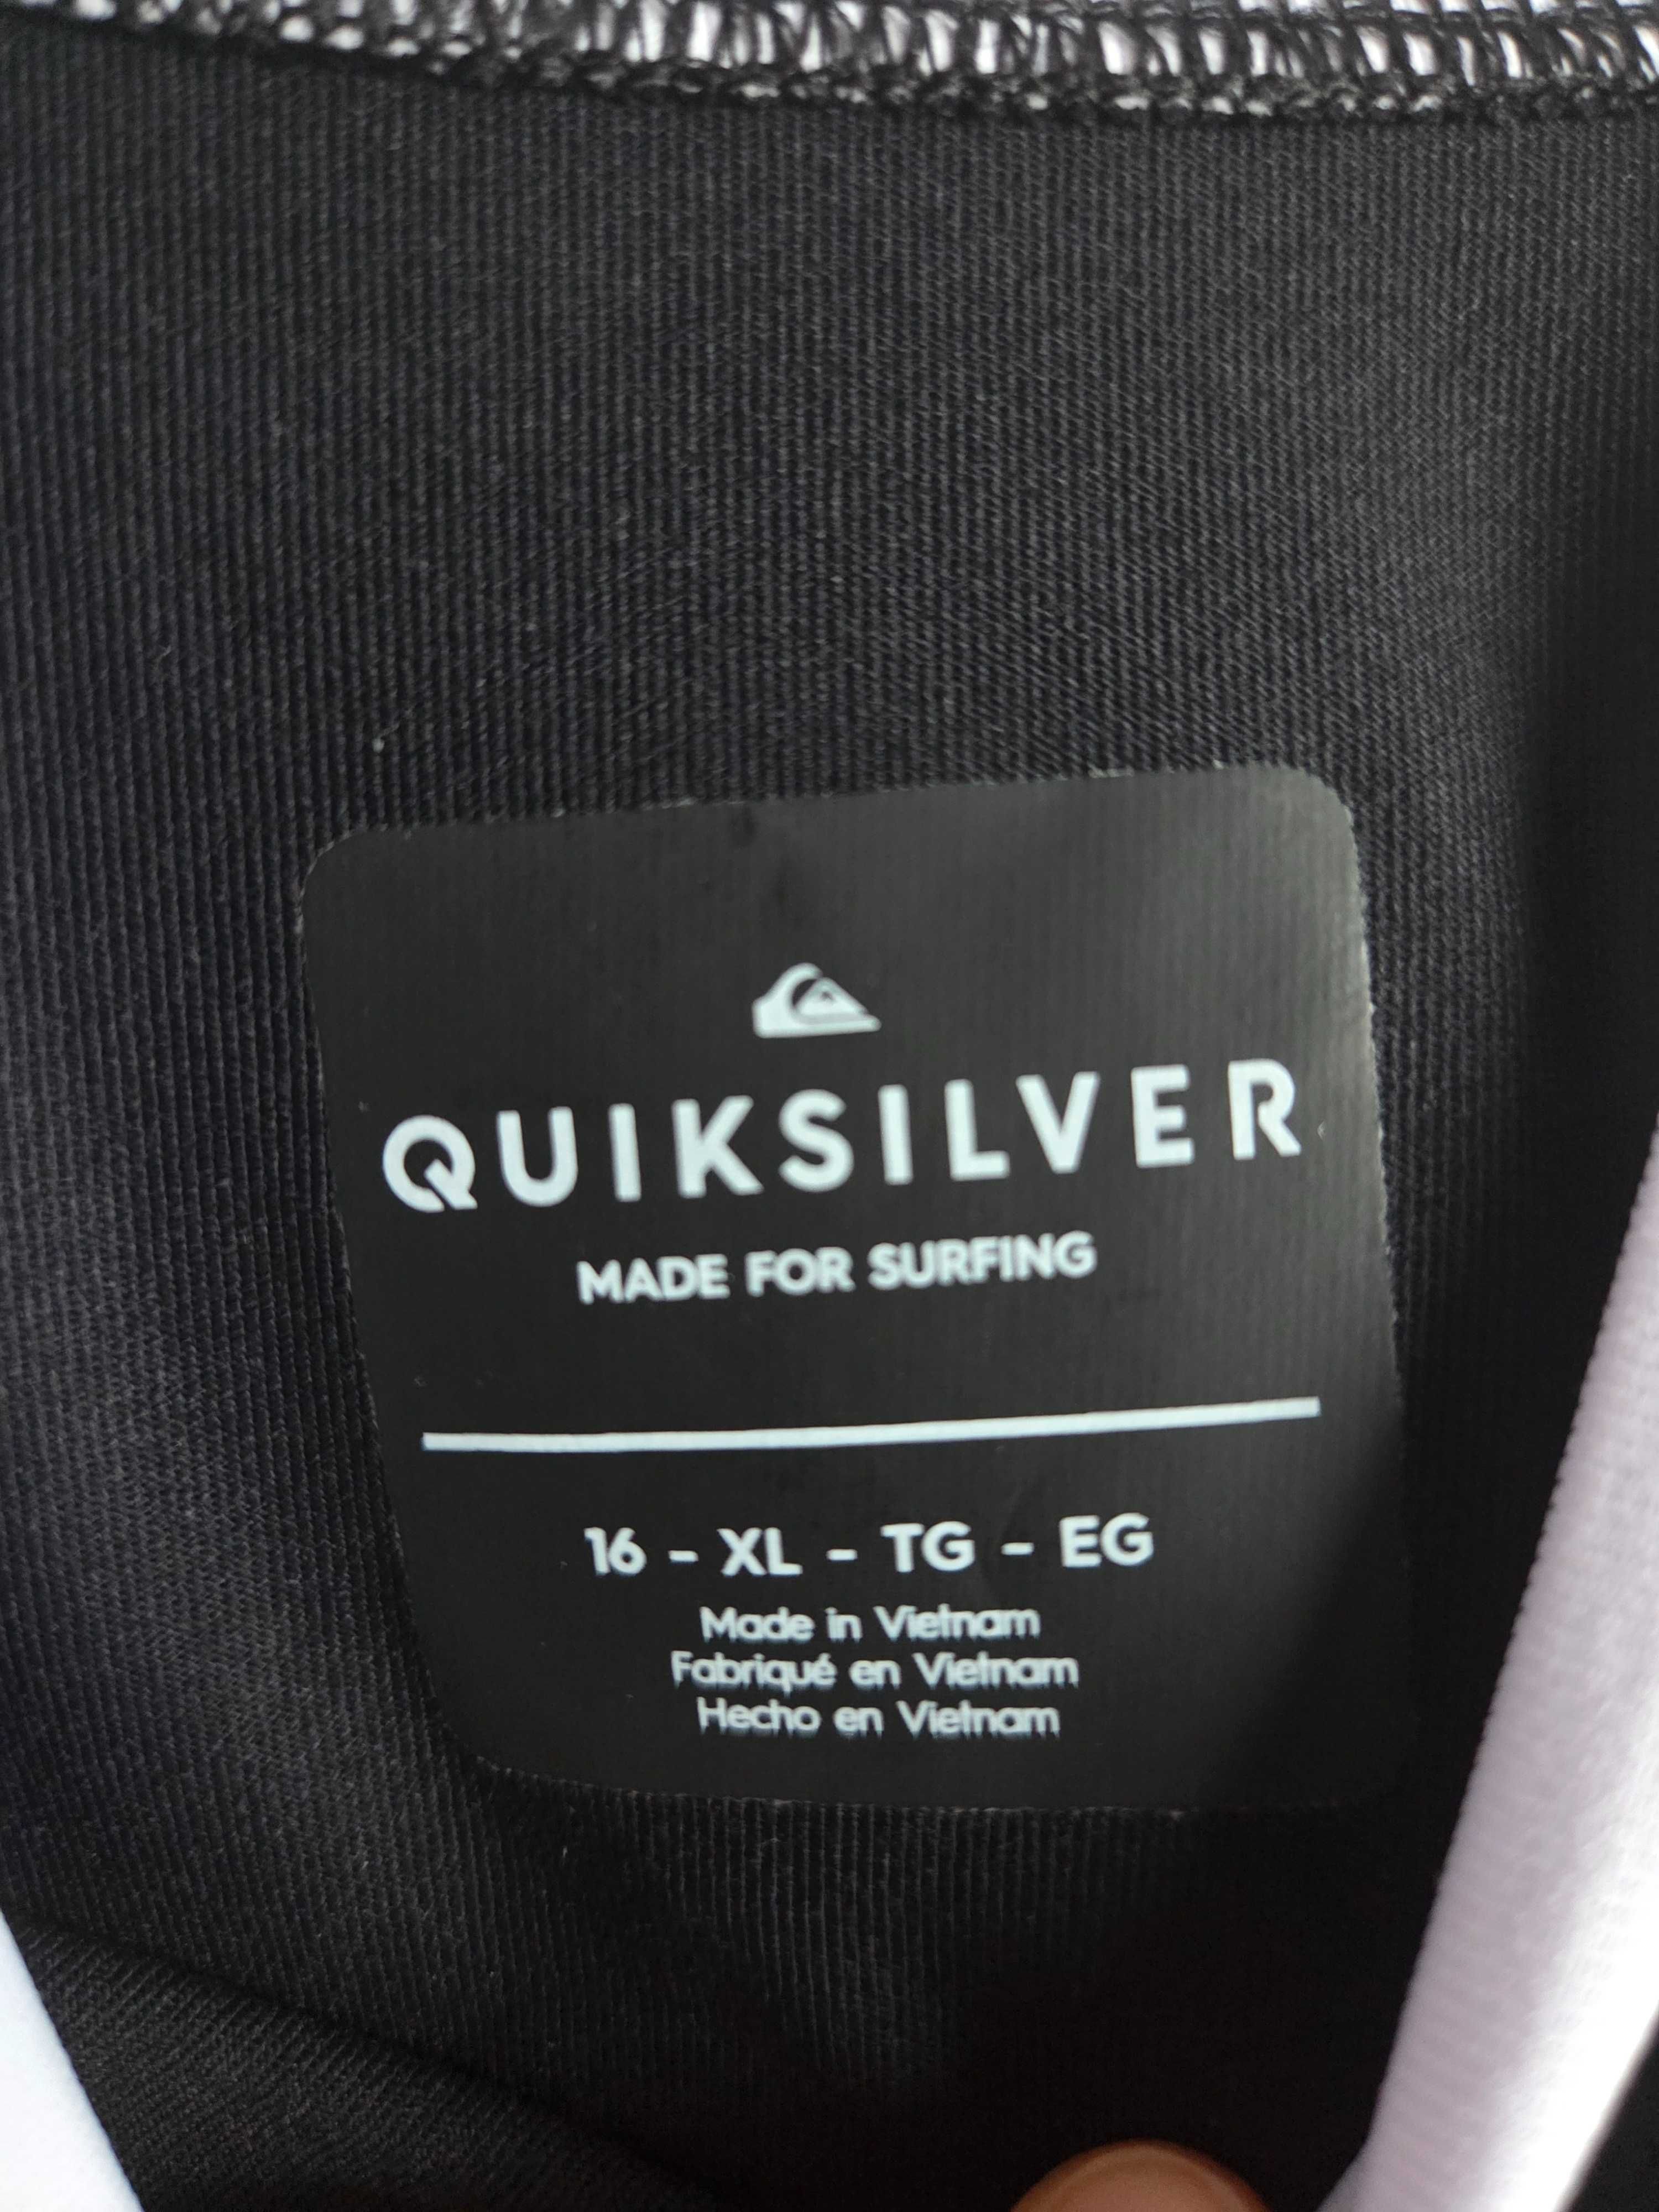 QUIKSILVER
MADE FOR SURFING
16 - XL - TG - EG
Made in Vietnam
Fabriqué en Vietnam
Hecho en Vietnam